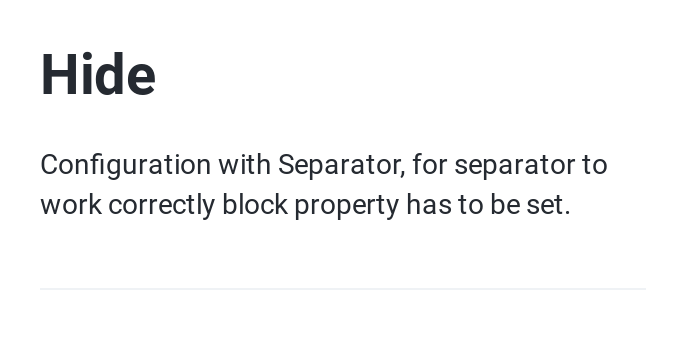 Hide
Configuration with Separator, for separator to
work correctly block property has to be set.